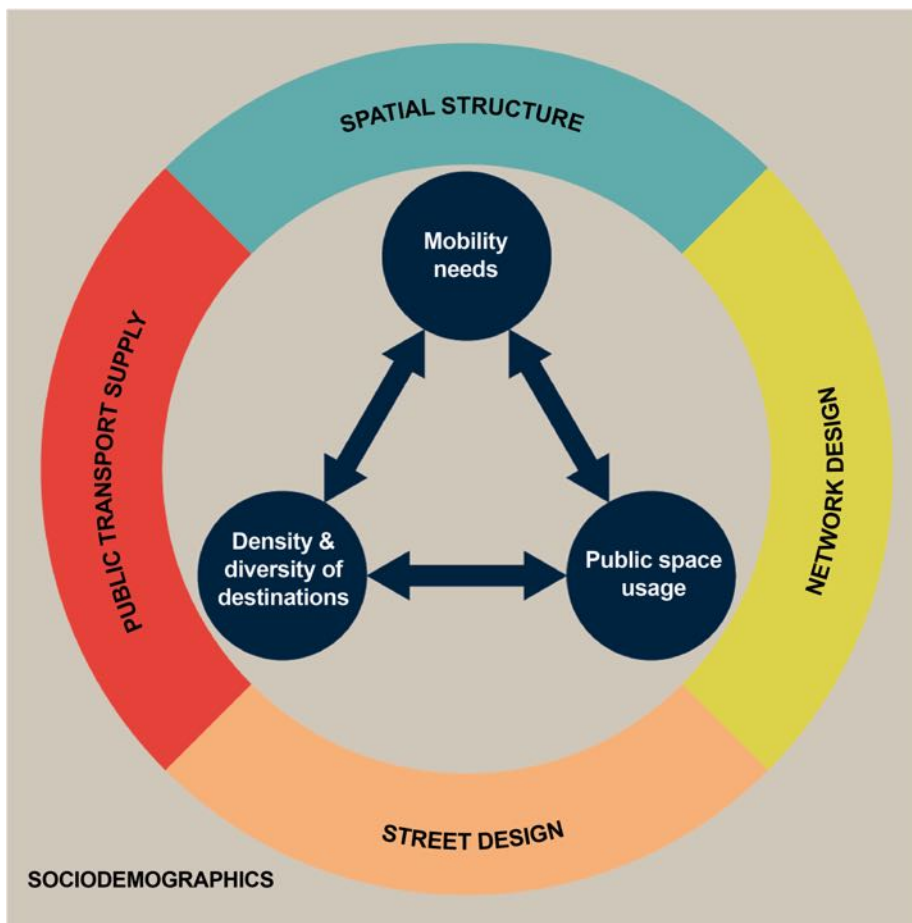 SPATIAL STRUCTURE
Mobility
needs
PUBLIC TRANSPORT SUPPLY
NETWORK DESIGN
Density &
diversity of
destinations
Public space
usage
STREET DESIGN
SOCIODEMOGRAPHICS